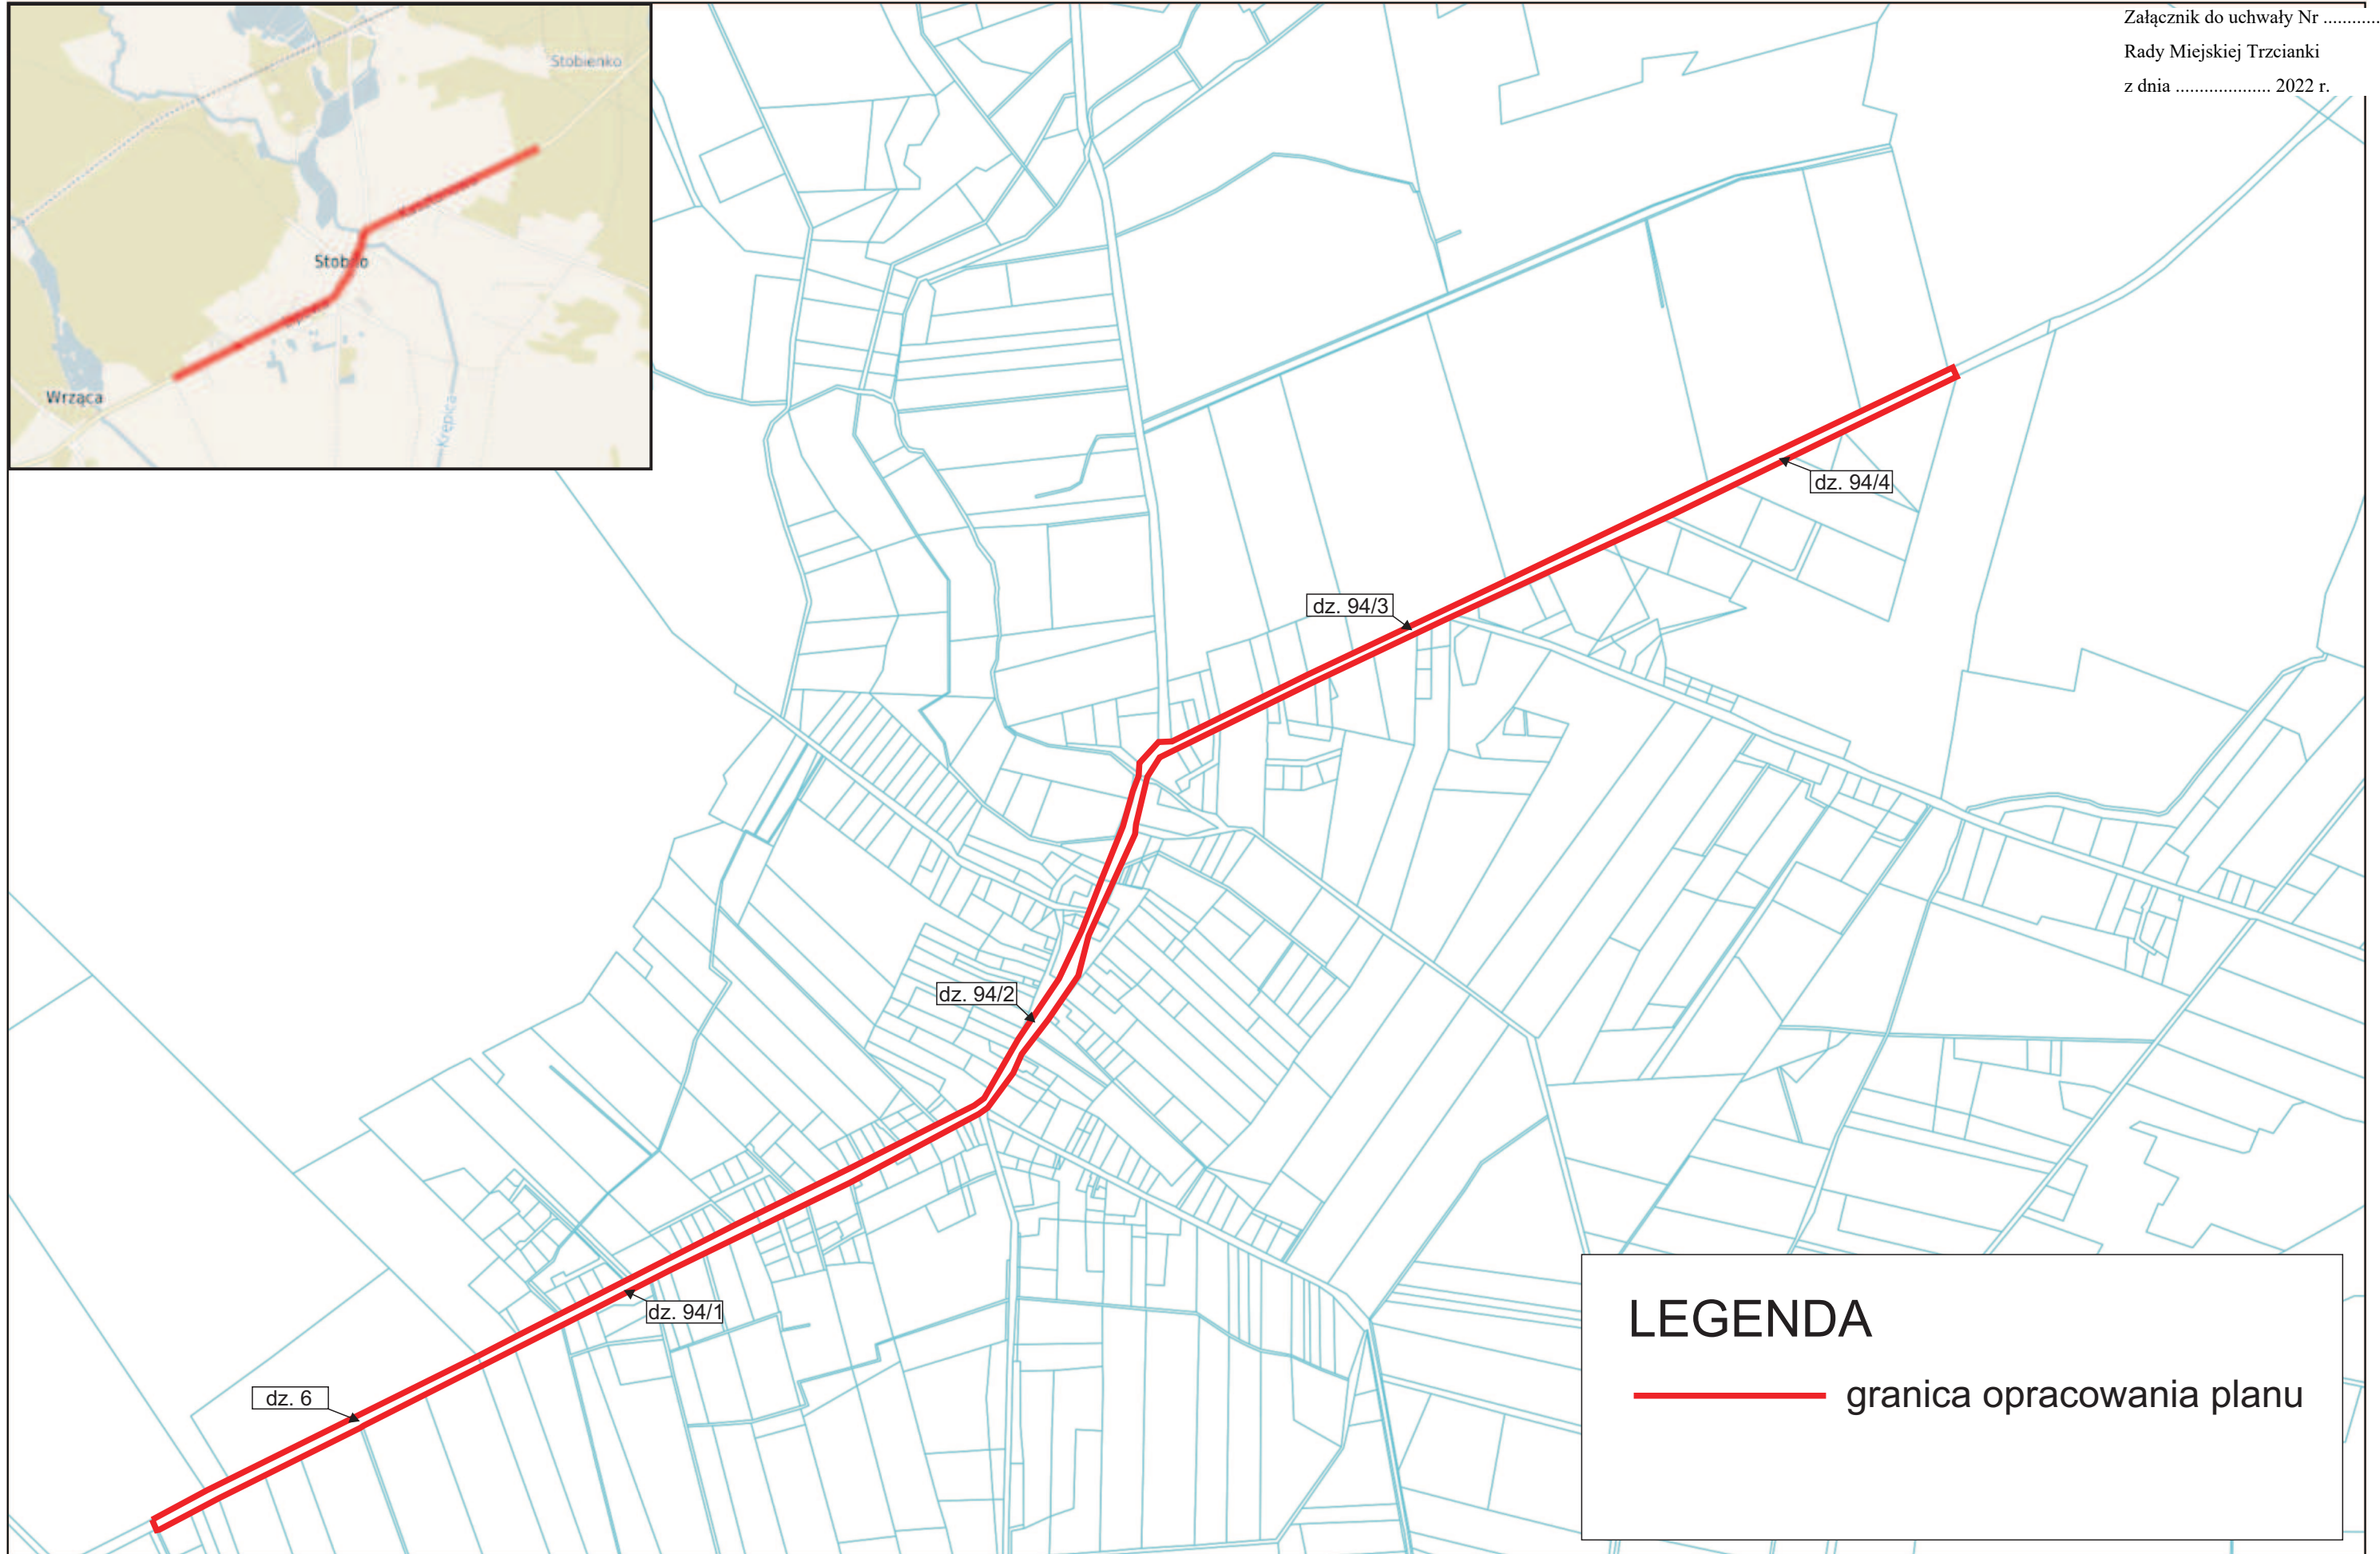 Załącznik do uchwały Nr ............
Rady Miejskiej Trzcianki
z dnia .................... 2022 r.
Stobienko
Wrząca
Krępica
dz. 94/4
dz. 94/3
dz. 94/2
dz. 94/1
dz. 6
LEGENDA
granica opracowania planu